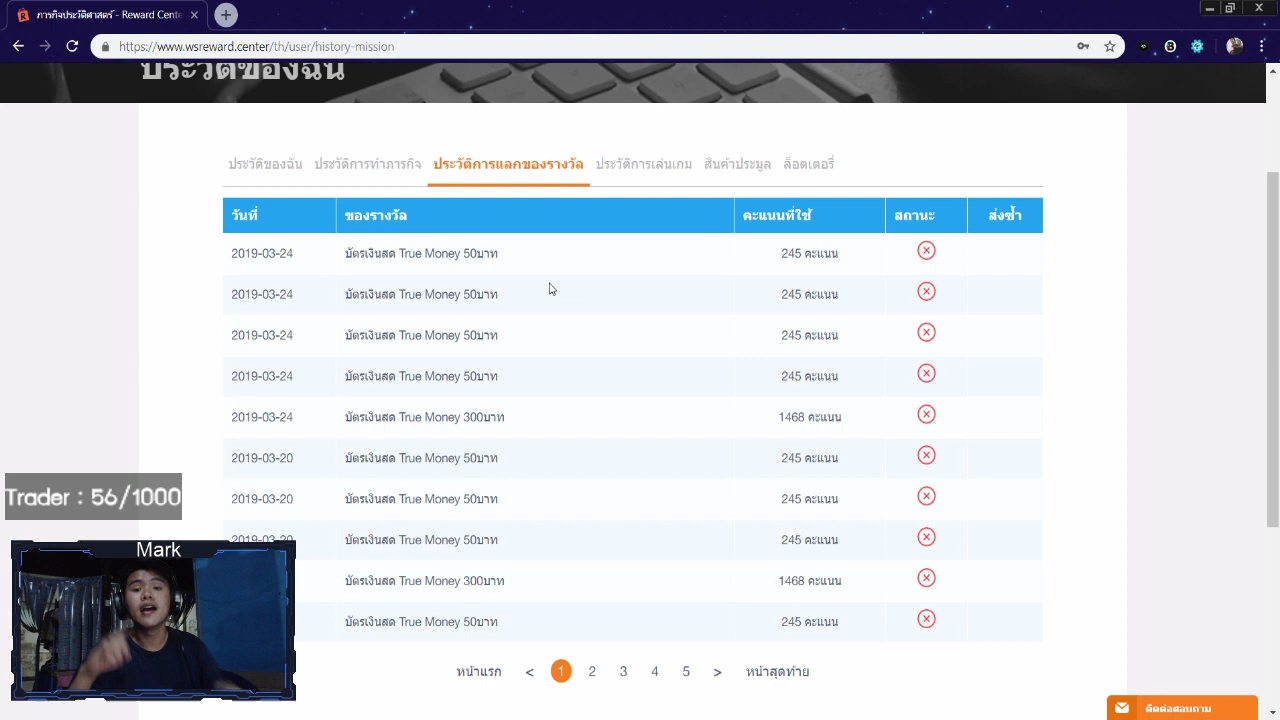 ภารกิจประวัติศาสตร์ - Reward Cente
https://www.wsreward.center/th/user/history-mission
ประวัติของฉัน
ประวัติของฉัน ประวัติการทำภารกิจ ประวัติการแลกของรางวัล ประวัติการเล่นเกม สินค้าประมูล ล็อตเตอรี่
วันที่ ของรางวัล คะแนนที่ใช้ สถานะ ส่งซ้ำ
2019-03-24 บัตรเงินสด True Money 50บาท 245 คะแนน
2019-03-24 บัตรเงินสด True Money 50บาท 245 คะแนน
2019-03-24 บัตรเงินสด True Money 50บาท 245 คะแนน
2019-03-24 บัตรเงินสด True Money 50บาท 245 คะแนน
2019-03-24 บัตรเงินสด True Money 300บาท 1468 คะแนน
2019-03-20 บัตรเงินสด True Money 50บาท 245 คะแนน
2019-03-20 บัตรเงินสด True Money 50บาท 245 คะแนน
2019-03-20 บัตรเงินสด True Money 50บาท 245 คะแนน
บัตรเงินสด True Money 300บาท 1468 คะแนน
บัตรเงินสด True Money 50บาท 245 คะแนน
Trader : 56/1000
Mark
หน้าแรก < 1 2 3 4 5 > หน้าสุดท้าย
ติดต่อสอบถาม